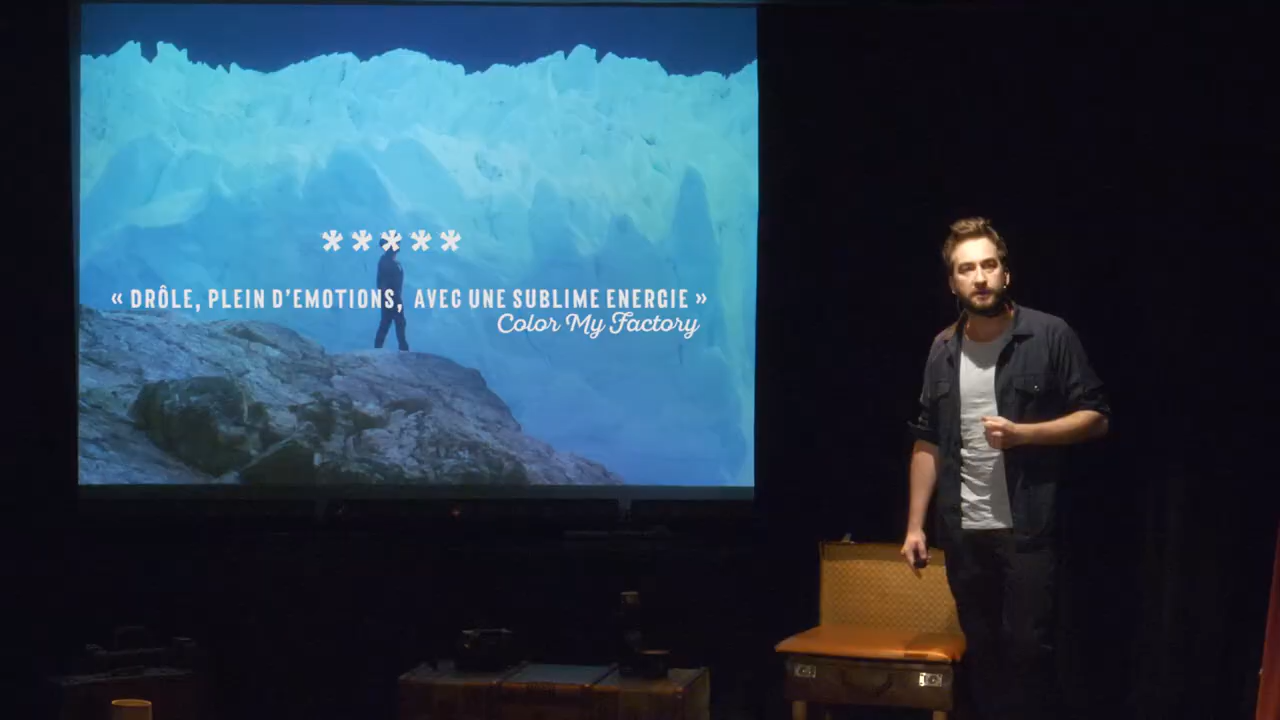 *****
« DRÔLE, PLEIN D'EMOTIONS, AVEC UNE SUBLIME ENERGIE »
Color My Factory